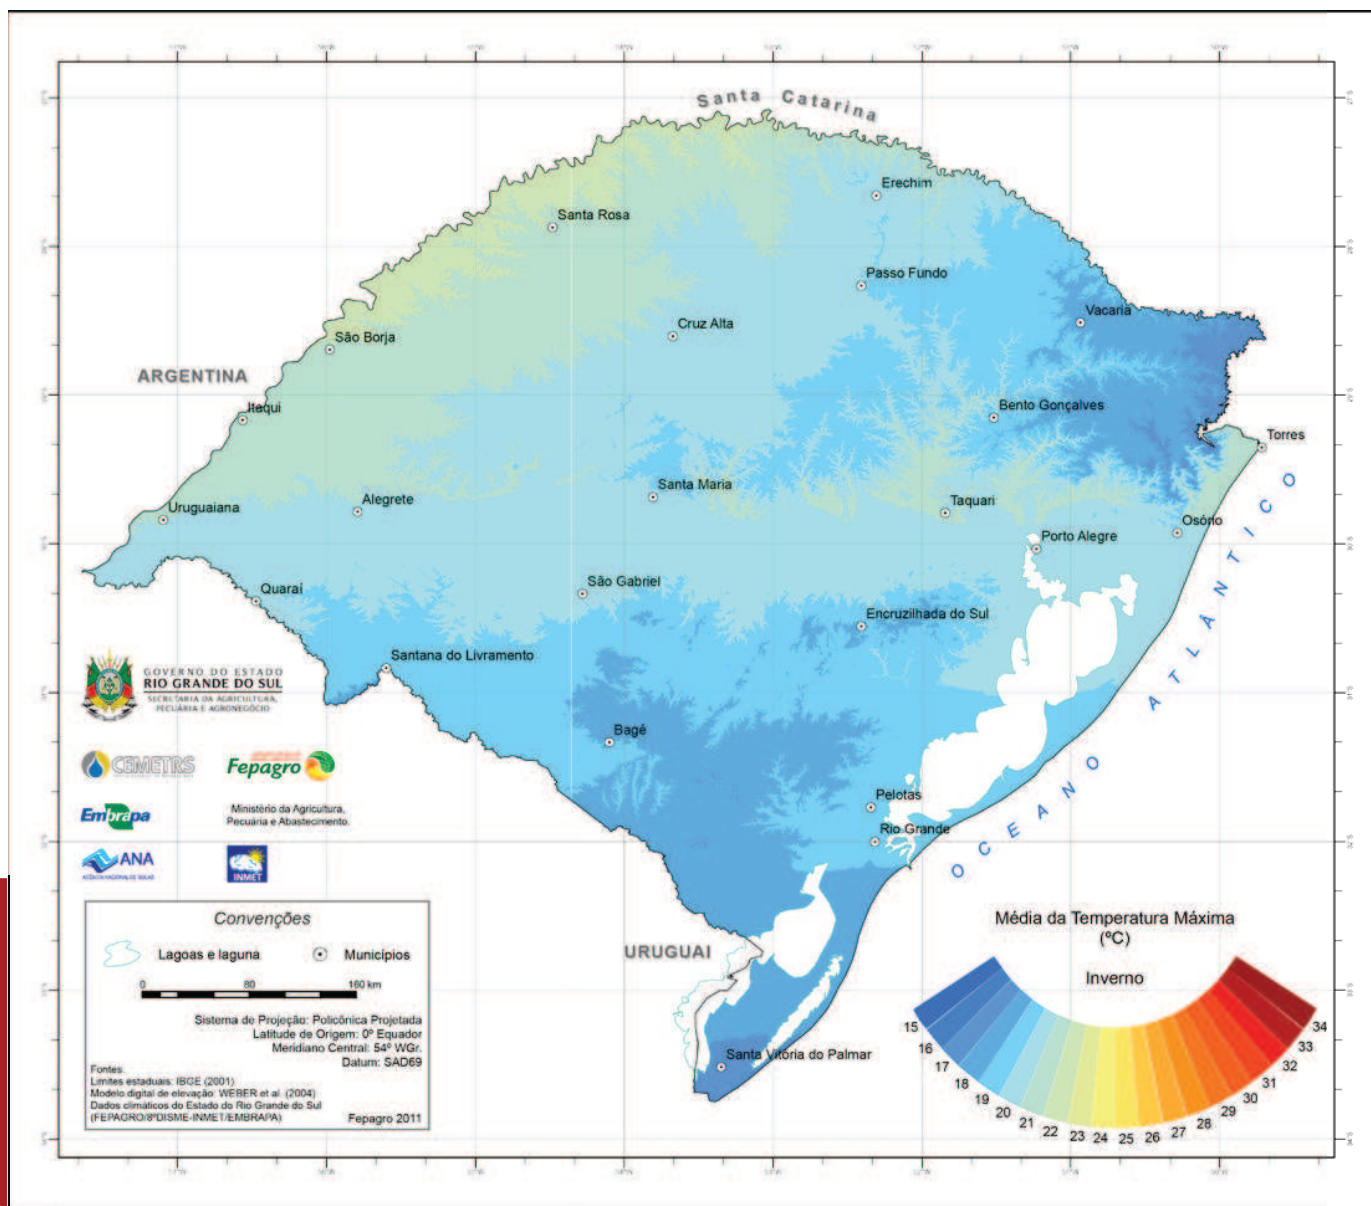 Santa Catarina
Erechim
Santa Rosa
Passo Fundo
Vacaria
Cruz Alta
São Borja
ARGENTINA
Itaqui
Bento Gonçalves
Torres
Santa Maria
Alegrete
Taquari
Uruguaiana
Osório
Porto Alegre
Quaraí
São Gabriel
Encruzilhada do Sul
Santana do Livramento
OCEANO ATLÂNTICO
Bagé
Pelotas
Rio Grande
URUGUAI
Santa Vitória do Palmar
GOVERNO DO ESTADO
RIO GRANDE DO SUL
SECRETARIA DA AGRICULTURA,
PECUÁRIA E AGRONEGÓCIO
CEMETRS
Fepagro
Embrapa
Ministério da Agricultura,
Pecuária e Abastecimento.
ANA
INMET
Convenções
Lagoas e laguna
Municípios
0 80 160 km
Sistema de Projeção: Policônica Projetada
Latitude de Origem: 0º Equador
Meridiano Central: 54º WGr.
Datum: SAD69
Fontes:
Limites estaduais: IBGE (2001)
Modelo digital de elevação: WEBER et al. (2004)
Dados climáticos do Estado do Rio Grande do Sul
(FEPAGRO/8ºDISME-INMET/EMBRAPA)
Fepagro 2011
Média da Temperatura Máxima
(ºC)
Inverno
15
16
17
18
19
20
21
22
23
24
25
26
27
28
29
30
31
32
33
34